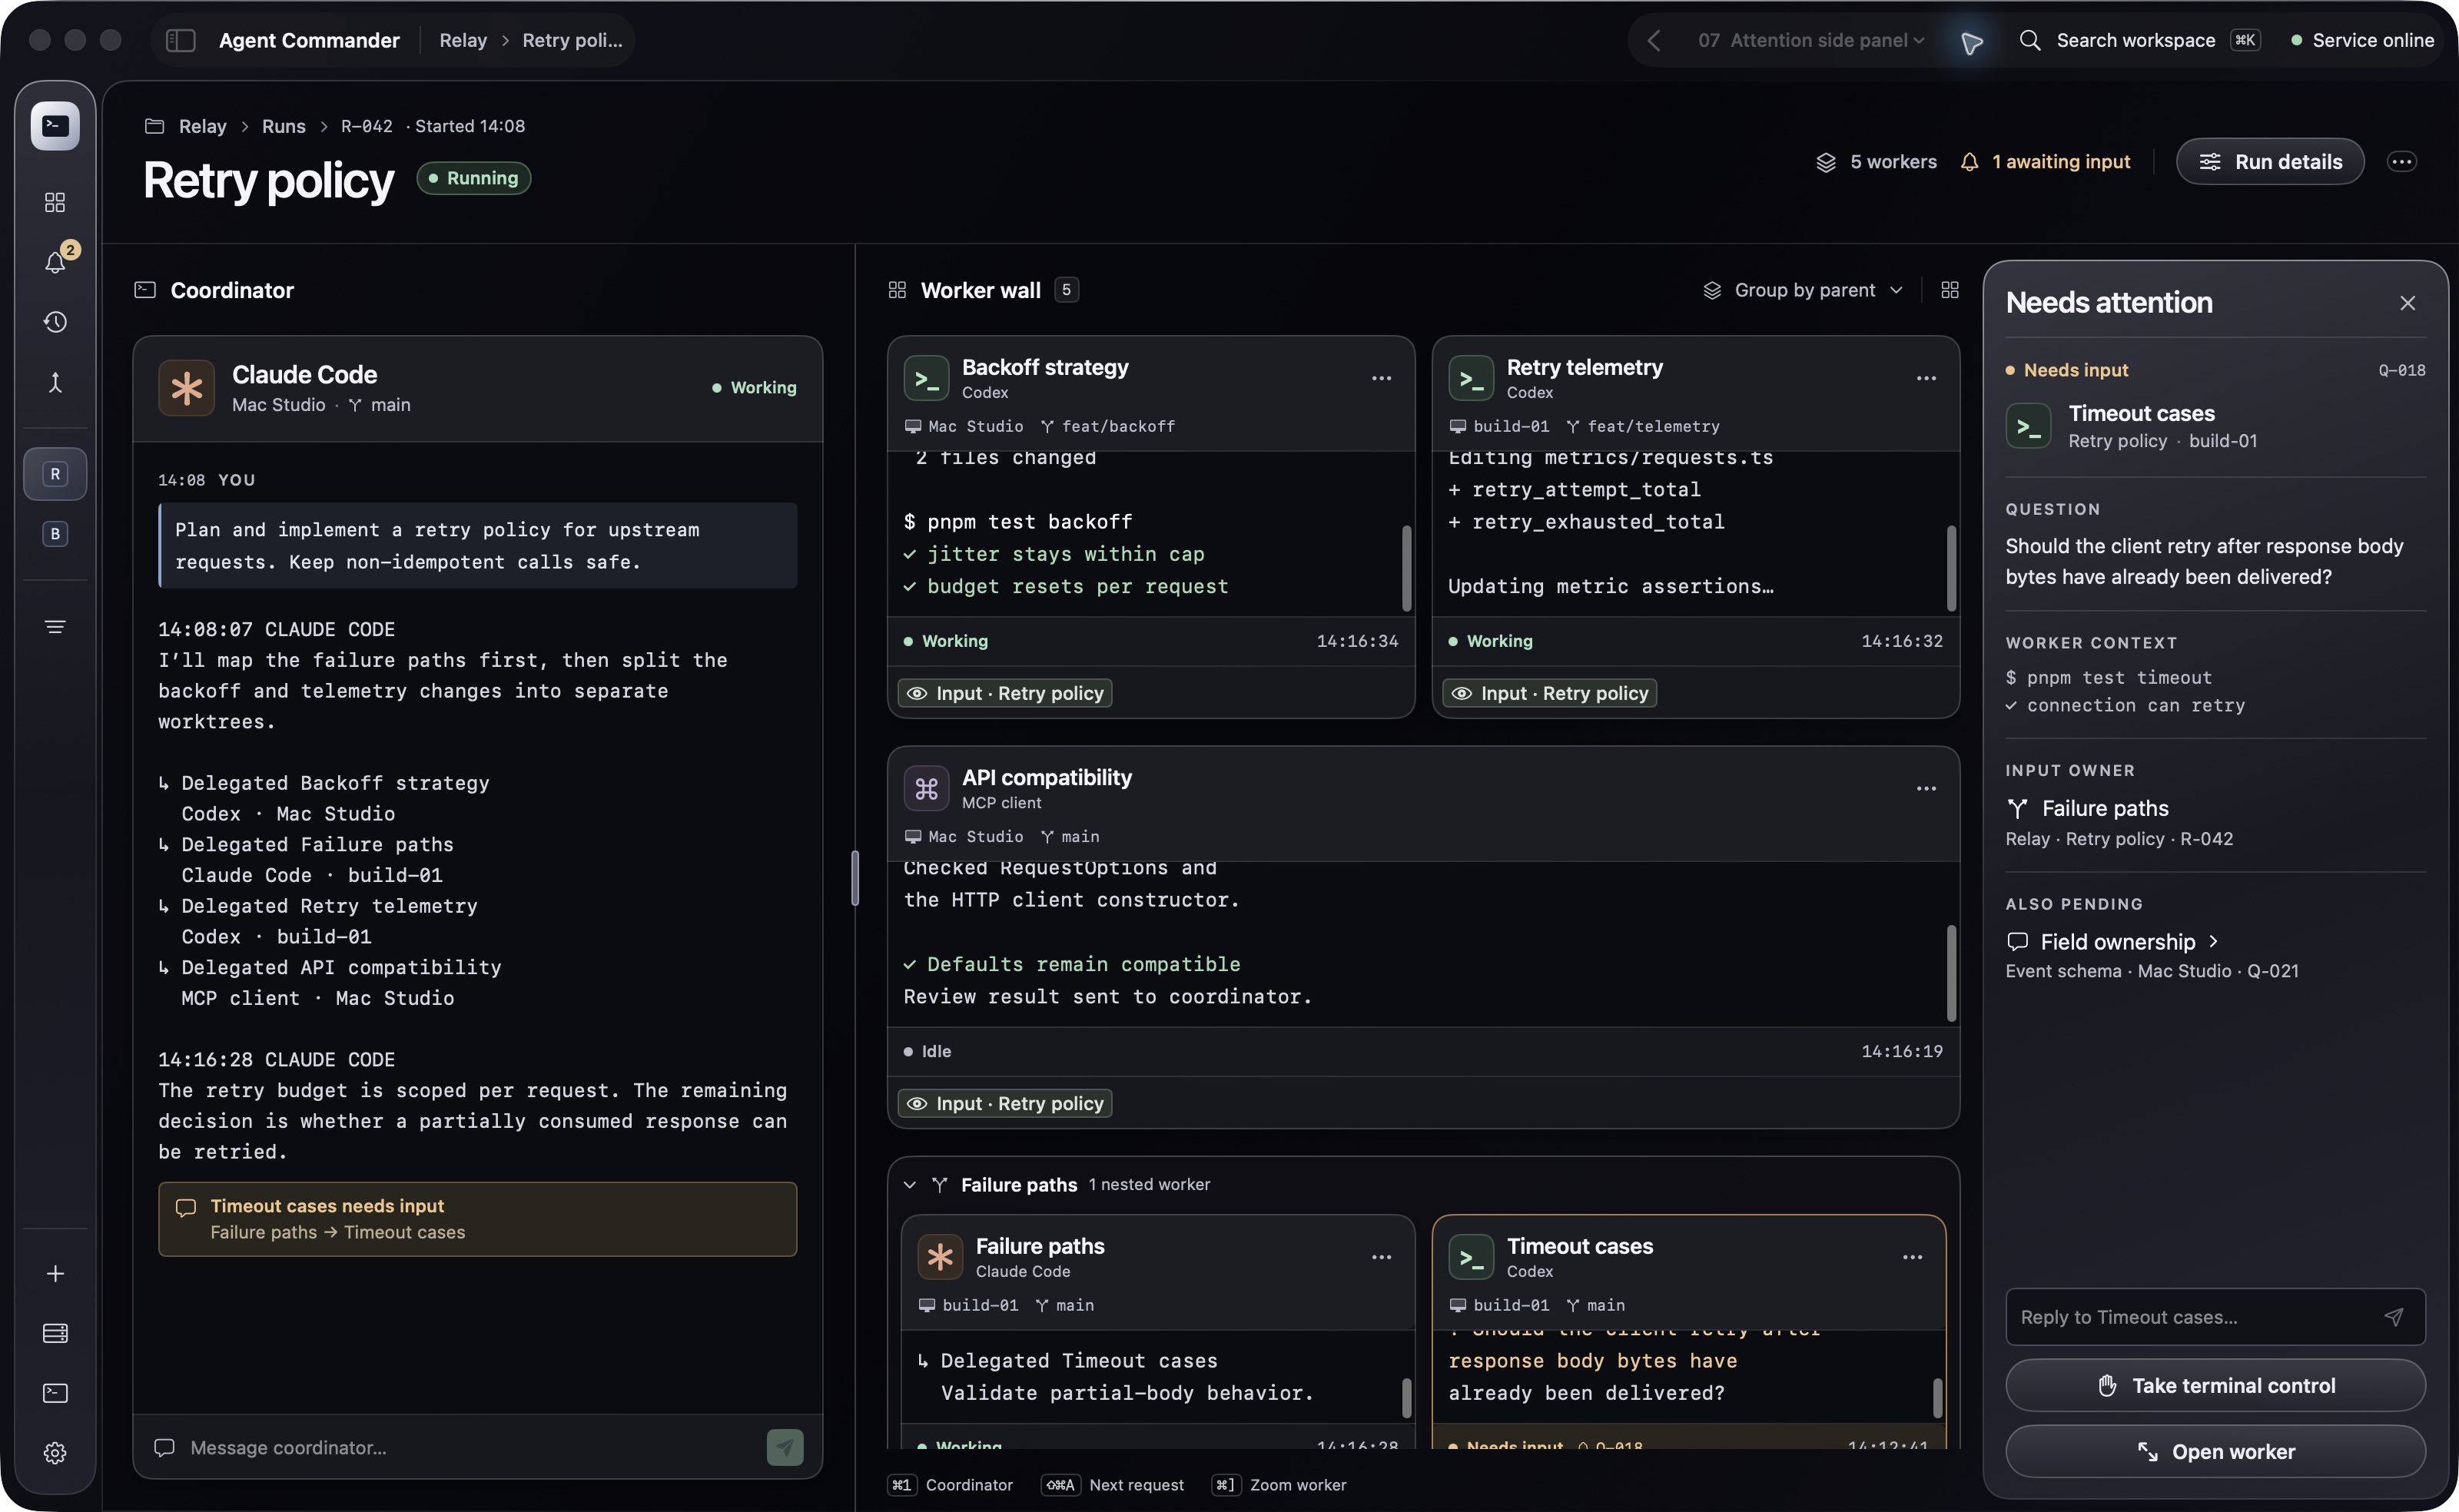 Agent Commander
Relay › Retry poli...
07 Attention side panel
Search workspace ⌘K
Service online
Relay › Runs › R-042 · Started 14:08
Retry policy
Running
5 workers
1 awaiting input
Run details
2
R
B
Coordinator
Claude Code
Mac Studio · main
Working
14:08 YOU
Plan and implement a retry policy for upstream
requests. Keep non-idempotent calls safe.
14:08:07 CLAUDE CODE
I’ll map the failure paths first, then split the
backoff and telemetry changes into separate
worktrees.
↳ Delegated Backoff strategy
Codex · Mac Studio
↳ Delegated Failure paths
Claude Code · build-01
↳ Delegated Retry telemetry
Codex · build-01
↳ Delegated API compatibility
MCP client · Mac Studio
14:16:28 CLAUDE CODE
The retry budget is scoped per request. The remaining
decision is whether a partially consumed response can
be retried.
Timeout cases needs input
Failure paths → Timeout cases
Message coordinator...
Worker wall 5
Group by parent
Backoff strategy
Codex
Mac Studio feat/backoff
2 files changed
$ pnpm test backoff
✓ jitter stays within cap
✓ budget resets per request
Working 14:16:34
Input · Retry policy
Retry telemetry
Codex
build-01 feat/telemetry
Editing metrics/requests.ts
+ retry_attempt_total
+ retry_exhausted_total
Updating metric assertions…
Working 14:16:32
Input · Retry policy
API compatibility
MCP client
Mac Studio main
Checked RequestOptions and
the HTTP client constructor.
✓ Defaults remain compatible
Review result sent to coordinator.
Idle 14:16:19
Input · Retry policy
Failure paths 1 nested worker
Failure paths
Claude Code
build-01 main
↳ Delegated Timeout cases
Validate partial-body behavior.
Working 14:16:28
Timeout cases
Codex
build-01 main
? Should the client retry after
response body bytes have
already been delivered?
Needs input Q-018 14:12:41
⌘1 Coordinator ⇧⌘A Next request ⌘] Zoom worker
Needs attention
Needs input Q-018
Timeout cases
Retry policy · build-01
QUESTION
Should the client retry after response body
bytes have already been delivered?
WORKER CONTEXT
$ pnpm test timeout
✓ connection can retry
INPUT OWNER
Failure paths
Relay · Retry policy · R-042
ALSO PENDING
Field ownership ›
Event schema · Mac Studio · Q-021
Reply to Timeout cases...
Take terminal control
Open worker